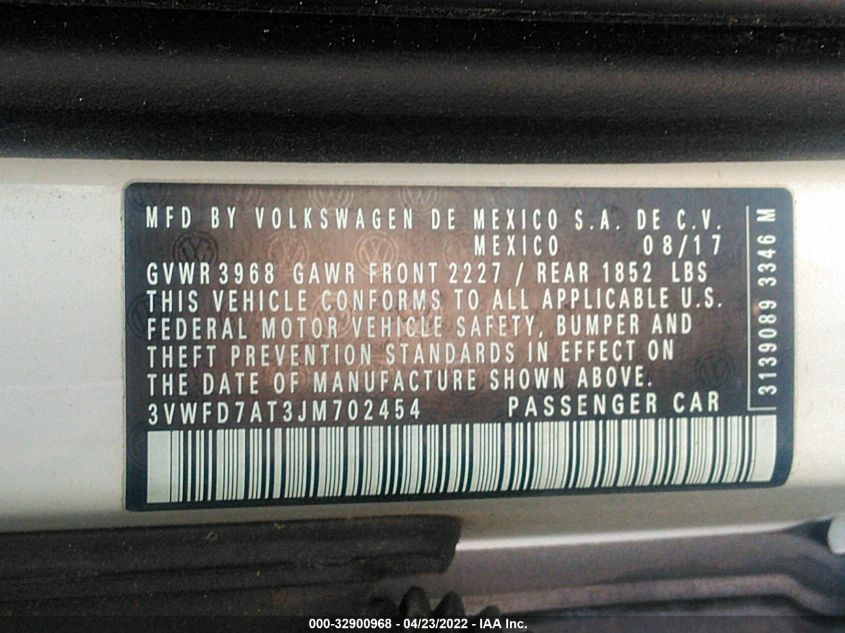 MFD BY VOLKSWAGEN DE MEXICO S.A. DE C.V.
MEXICO 08/17
GVWR 3968 GAWR FRONT 2227 / REAR 1852 LBS
THIS VEHICLE CONFORMS TO ALL APPLICABLE U.S.
FEDERAL MOTOR VEHICLE SAFETY, BUMPER AND
THEFT PREVENTION STANDARDS IN EFFECT ON
THE DATE OF MANUFACTURE SHOWN ABOVE.
3VWFD7AT3JM702454 PASSENGER CAR
3139089 3346 M
000-32900968 - 04/23/2022 - IAA Inc.